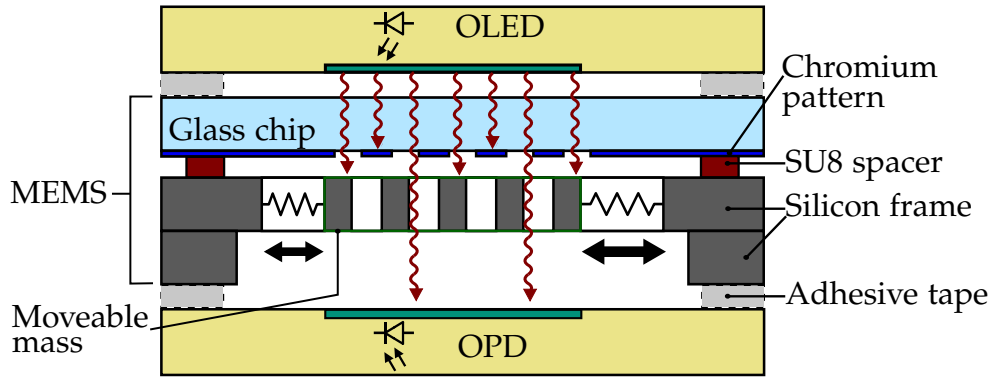 OLED
Chromium
pattern
Glass chip
SU8 spacer
MEMS
Silicon frame
Adhesive tape
Moveable
mass
OPD